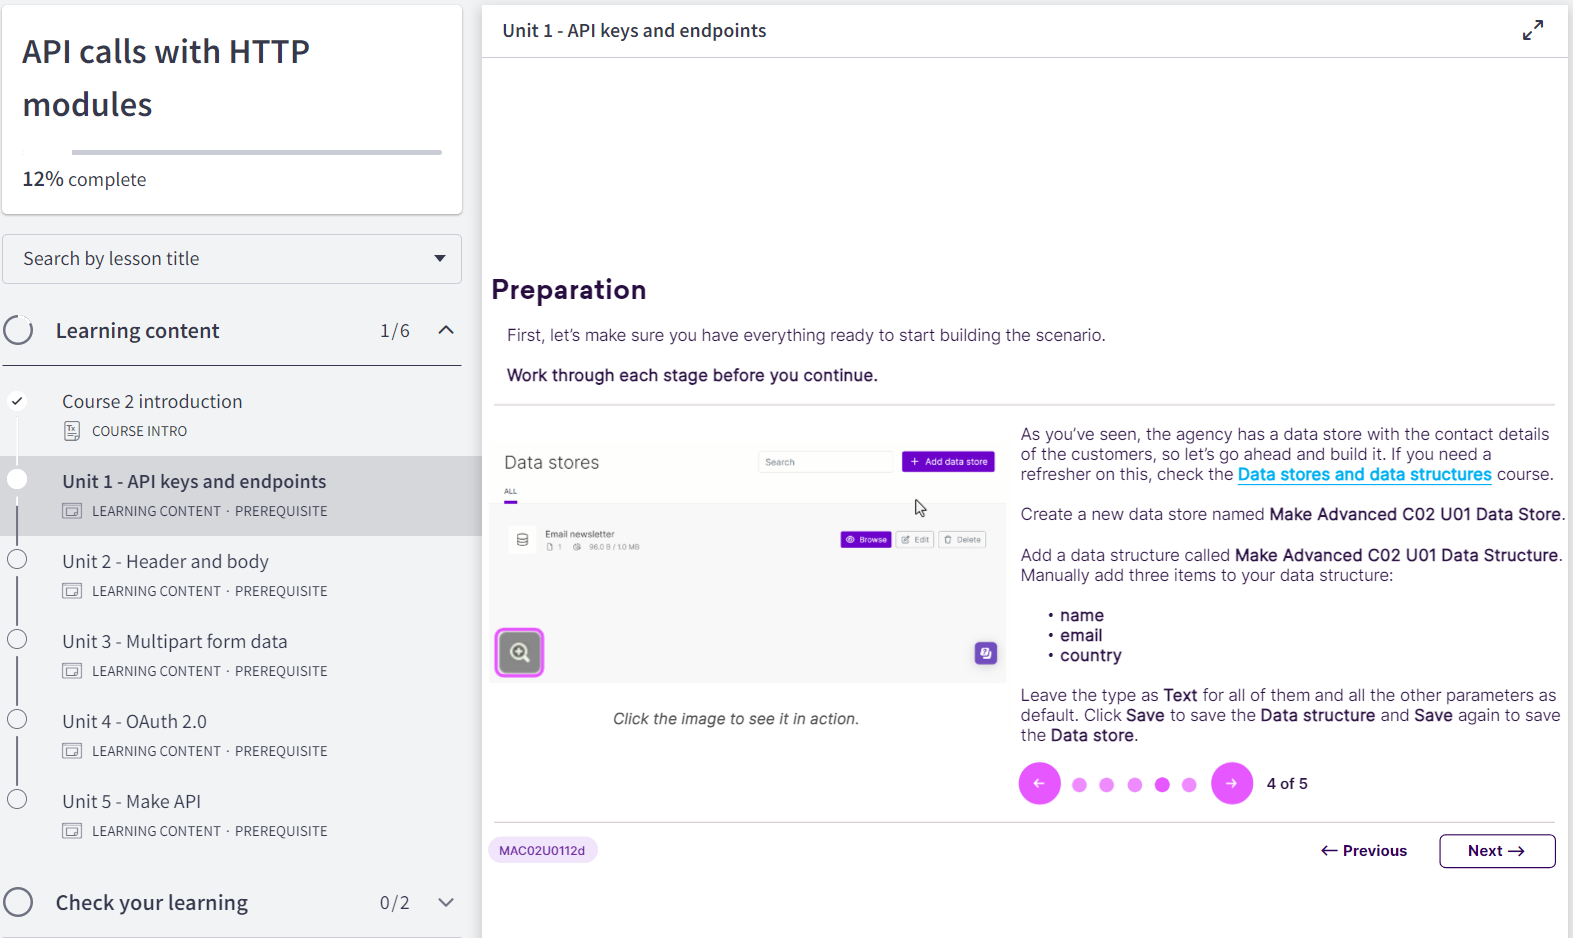 API calls with HTTP
modules
12% complete
Search by lesson title
Learning content 1/6
Course 2 introduction
Tx COURSE INTRO
Unit 1 - API keys and endpoints
LEARNING CONTENT · PREREQUISITE
Unit 2 - Header and body
LEARNING CONTENT · PREREQUISITE
Unit 3 - Multipart form data
LEARNING CONTENT · PREREQUISITE
Unit 4 - OAuth 2.0
LEARNING CONTENT · PREREQUISITE
Unit 5 - Make API
LEARNING CONTENT · PREREQUISITE
Check your learning 0/2
Unit 1 - API keys and endpoints
Preparation
First, let’s make sure you have everything ready to start building the scenario.
Work through each stage before you continue.
Data stores
Search
+ Add data store
ALL
Email newsletter
1 96.0 B / 1.0 MB
Browse
Edit
Delete
Click the image to see it in action.
As you’ve seen, the agency has a data store with the contact details
of the customers, so let’s go ahead and build it. If you need a
refresher on this, check the Data stores and data structures course.
Create a new data store named Make Advanced C02 U01 Data Store.
Add a data structure called Make Advanced C02 U01 Data Structure.
Manually add three items to your data structure:
• name
• email
• country
Leave the type as Text for all of them and all the other parameters as
default. Click Save to save the Data structure and Save again to save
the Data store.
← → 4 of 5
MAC02U0112d
← Previous
Next →